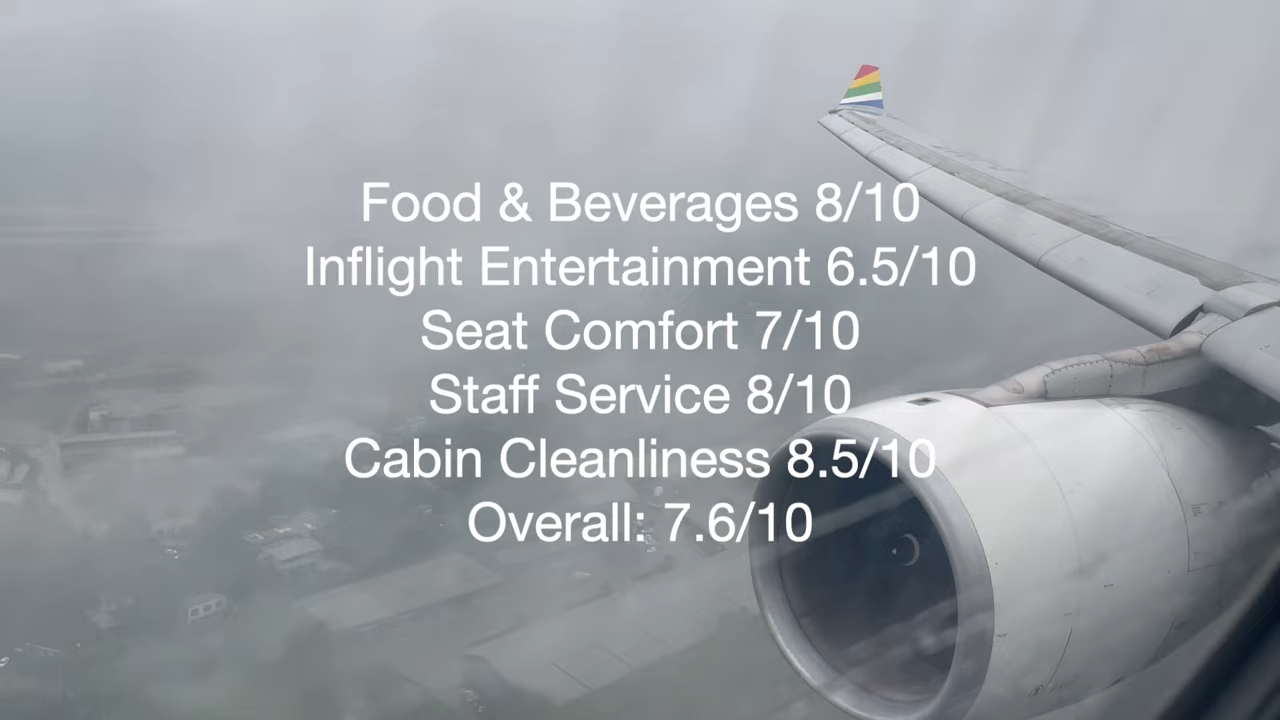 Food & Beverages 8/10
Inflight Entertainment 6.5/10
Seat Comfort 7/10
Staff Service 8/10
Cabin Cleanliness 8.5/10
Overall: 7.6/10